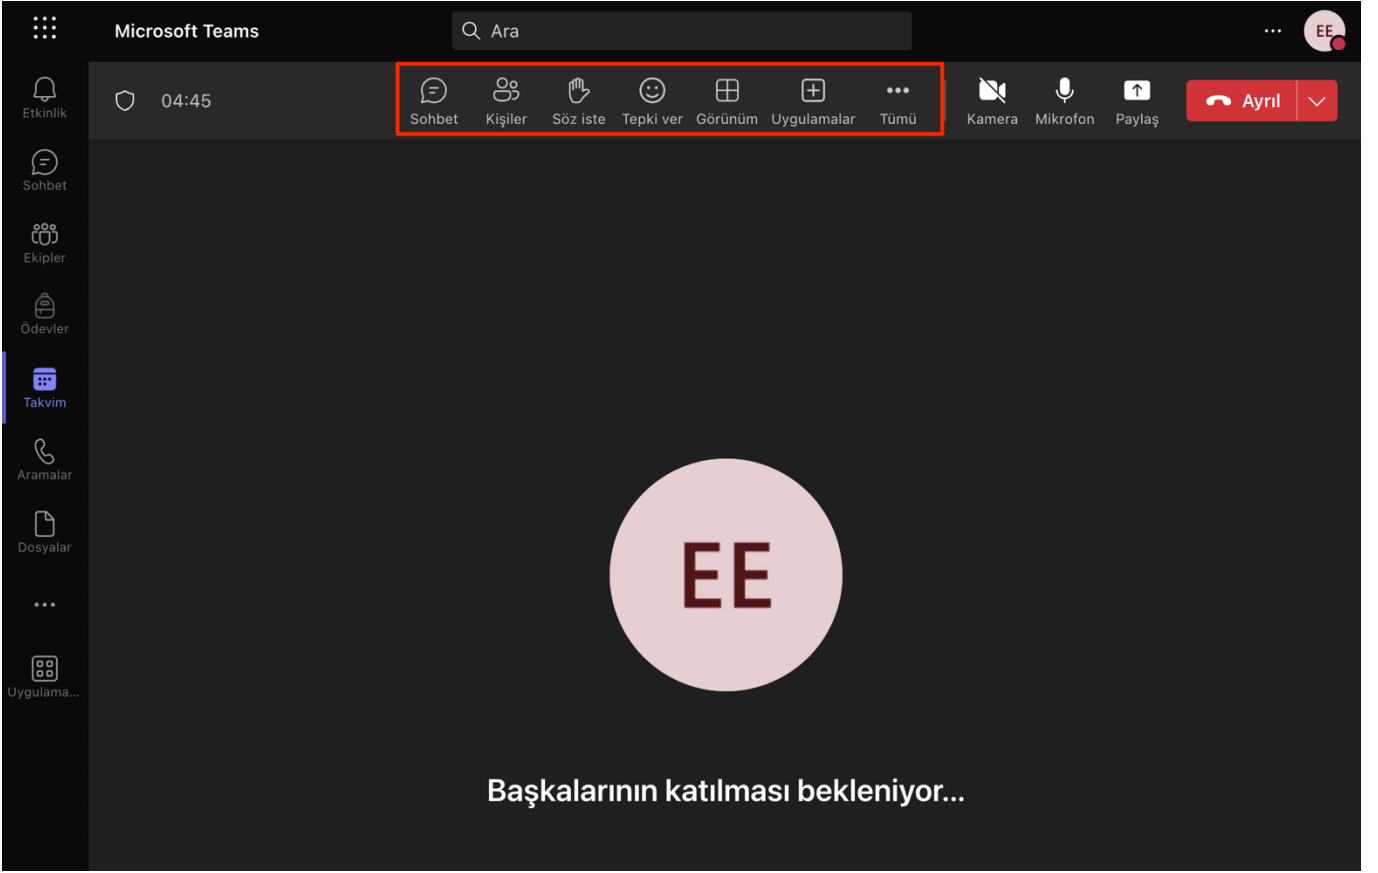 Microsoft Teams
Ara
EE
04:45
Sohbet
Kişiler
Söz iste
Tepki ver
Görünüm
Uygulamalar
Tümü
Kamera
Mikrofon
Paylaş
Ayrıl
Etkinlik
Sohbet
Ekipler
Ödevler
Takvim
Aramalar
Dosyalar
Uygulama...
EE
Başkalarının katılması bekleniyor...